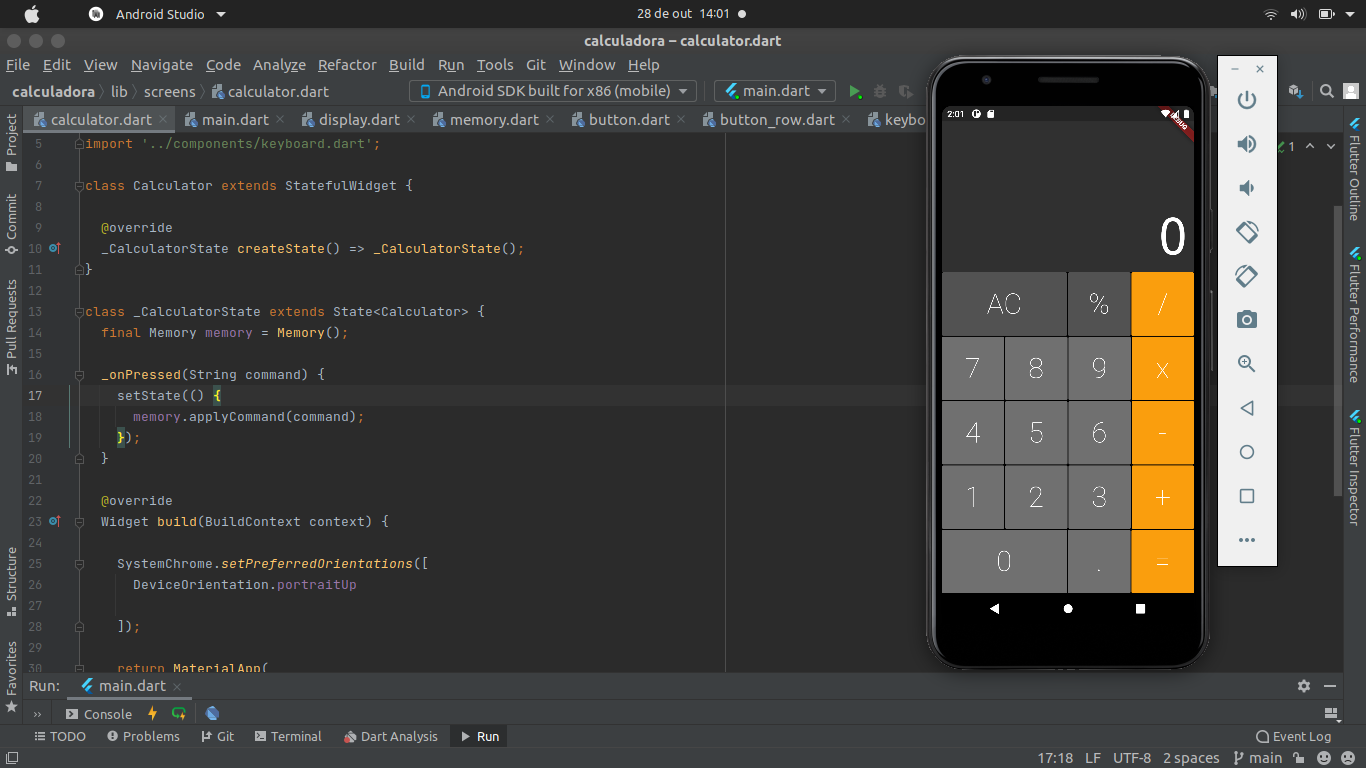 Android Studio
28 de out 14:01
calculadora – calculator.dart
File Edit View Navigate Code Analyze Refactor Build Run Tools Git Window Help
calculadora lib screens calculator.dart
Android SDK built for x86 (mobile)
main.dart
calculator.dart main.dart display.dart memory.dart button.dart button_row.dart keybo
Project
Commit
Pull Requests
Structure
Favorites
5 import '../components/keyboard.dart';
6
7 class Calculator extends StatefulWidget {
8
9 @override
10 _CalculatorState createState() => _CalculatorState();
11 }
12
13 class _CalculatorState extends State<Calculator> {
14 final Memory memory = Memory();
15
16 _onPressed(String command) {
17 setState(() {
18 memory.applyCommand(command);
19 });
20 }
21
22 @override
23 Widget build(BuildContext context) {
24
25 SystemChrome.setPreferredOrientations([
26 DeviceOrientation.portraitUp
27
28 ]);
29
30 return MaterialApp(
1
2:01
DEBUG
0
AC % /
7 8 9 x
4 5 6 -
1 2 3 +
0 . =
Flutter Outline
Flutter Performance
Flutter Inspector
Run: main.dart
Console
TODO Problems Git Terminal Dart Analysis Run Event Log
17:18 LF UTF-8 2 spaces main